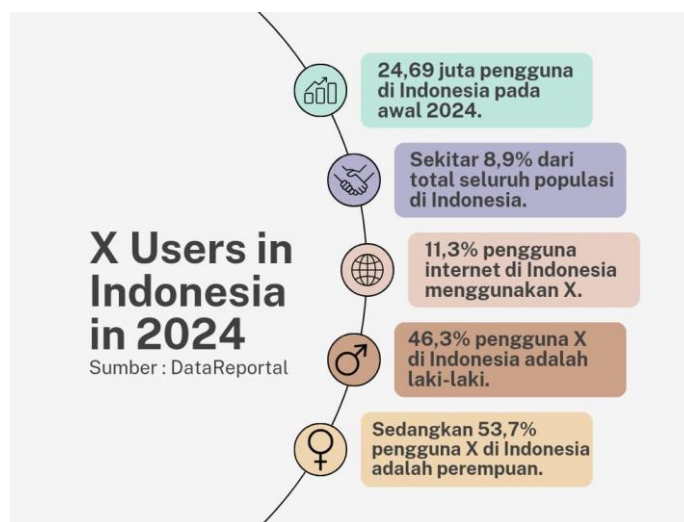 X Users in
Indonesia
in 2024
Sumber : DataReportal
24,69 juta pengguna
di Indonesia pada
awal 2024.
Sekitar 8,9% dari
total seluruh populasi
di Indonesia.
11,3% pengguna
internet di Indonesia
menggunakan X.
46,3% pengguna X
di Indonesia adalah
laki-laki.
Sedangkan 53,7%
pengguna X di Indonesia
adalah perempuan.